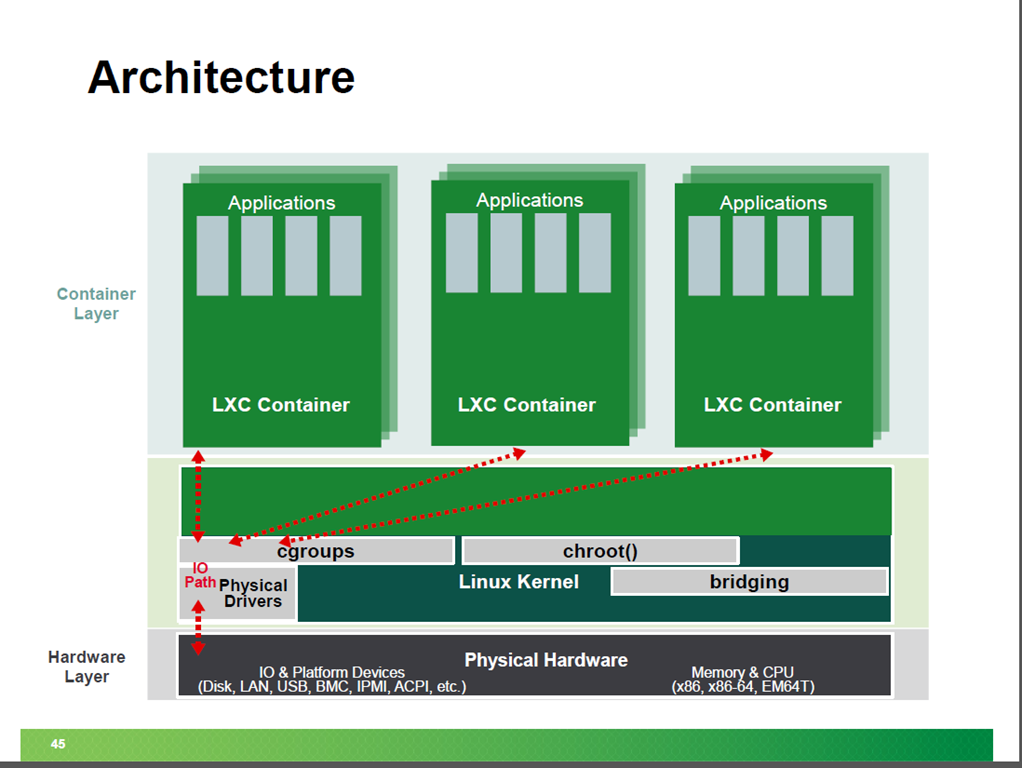 Architecture
Applications
Applications
Applications
Container
Layer
LXC Container
LXC Container
LXC Container
cgroups
chroot()
IO
Path
Physical
Drivers
Linux Kernel
bridging
Hardware
Layer
Physical Hardware
IO & Platform Devices
(Disk, LAN, USB, BMC, IPMI, ACPI, etc.)
Memory & CPU
(x86, x86-64, EM64T)
45